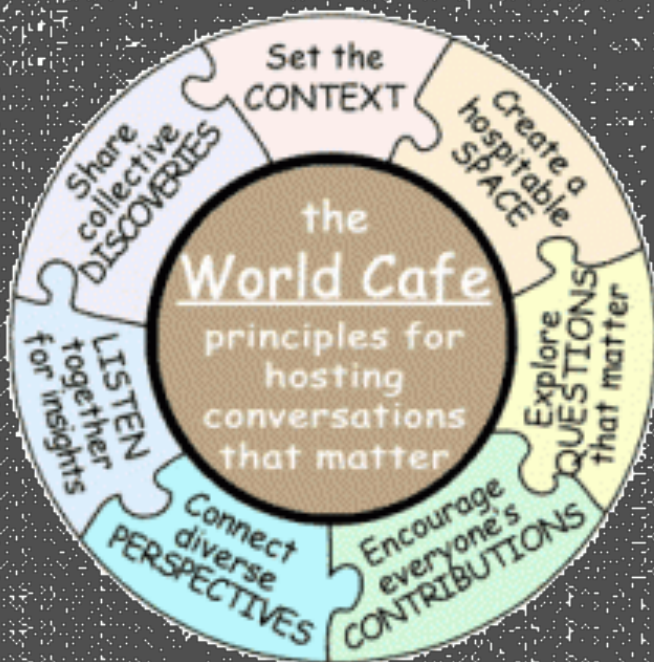 the
World Cafe
principles for
hosting
conversations
that matter
Set the
CONTEXT
Create a
hospitable
SPACE
Explore
QUESTIONS
that matter
Encourage
everyone's
CONTRIBUTIONS
Connect
diverse
PERSPECTIVES
LISTEN
together
for insights
Share
collective
DISCOVERIES